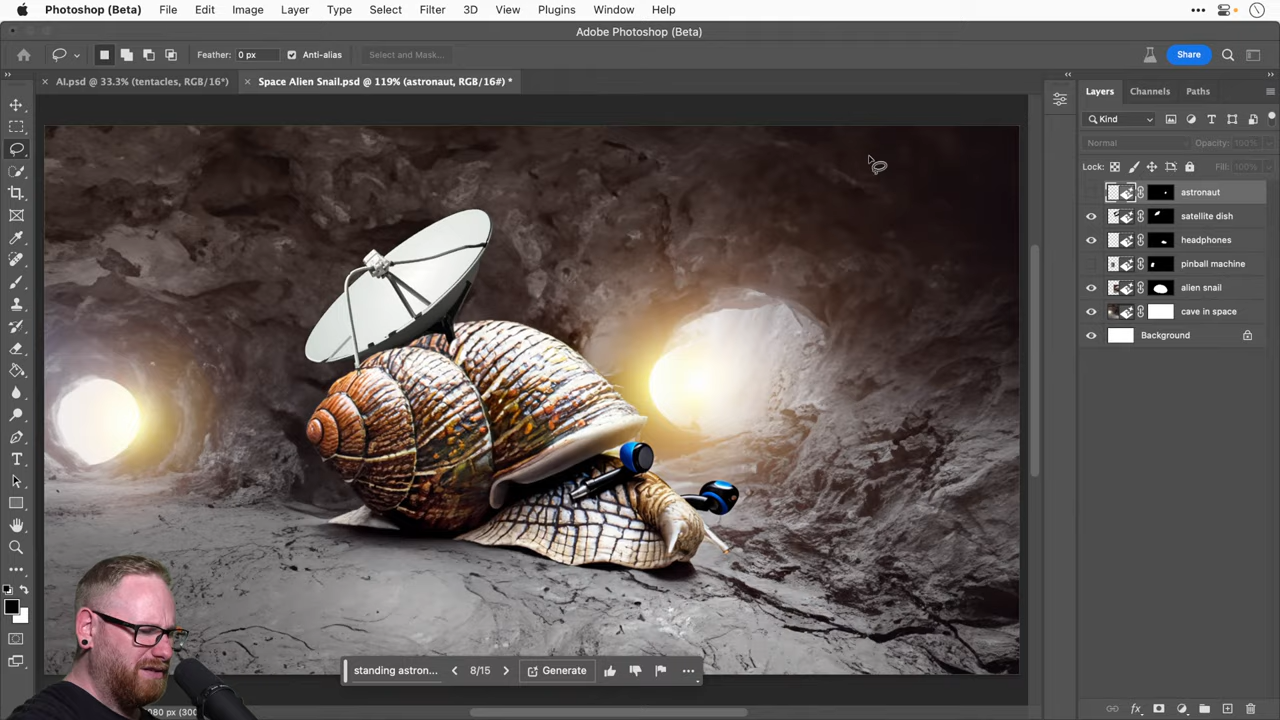 Photoshop (Beta) File Edit Image Layer Type Select Filter 3D View Plugins Window Help
Adobe Photoshop (Beta)
Feather: 0 px Anti-alias Select and Mask... Share
AI.psd @ 33.3% (tentacles, RGB/16*) Space Alien Snail.psd @ 119% (astronaut, RGB/16#) *
Layers Channels Paths
Kind
Normal Opacity: 100%
Lock: Fill: 100%
astronaut
satellite dish
headphones
pinball machine
alien snail
cave in space
Background
standing astron... 8/15 Generate